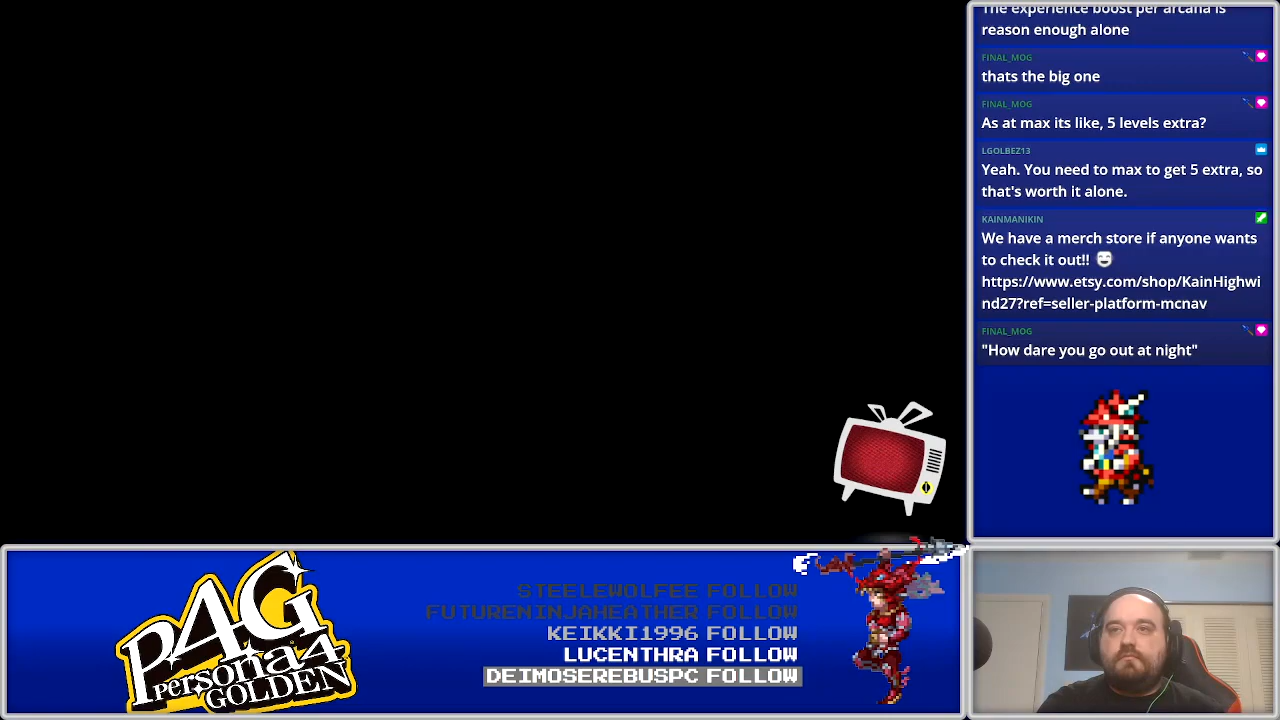 The experience boost per arcana is
reason enough alone
FINAL_MOG
thats the big one
FINAL_MOG
As at max its like, 5 levels extra?
LGOLBEZ13
Yeah. You need to max to get 5 extra, so
that's worth it alone.
KAINMANIKIN
We have a merch store if anyone wants
to check it out!!
https://www.etsy.com/shop/KainHighwi
nd27?ref=seller-platform-mcnav
FINAL_MOG
"How dare you go out at night"
P4G
persona4
GOLDEN
STEELEWOLFEE FOLLOW
FUTURENINJAHEATHER FOLLOW
KEIKKI1996 FOLLOW
LUCENTHRA FOLLOW
DEIMOSEREBUSPC FOLLOW